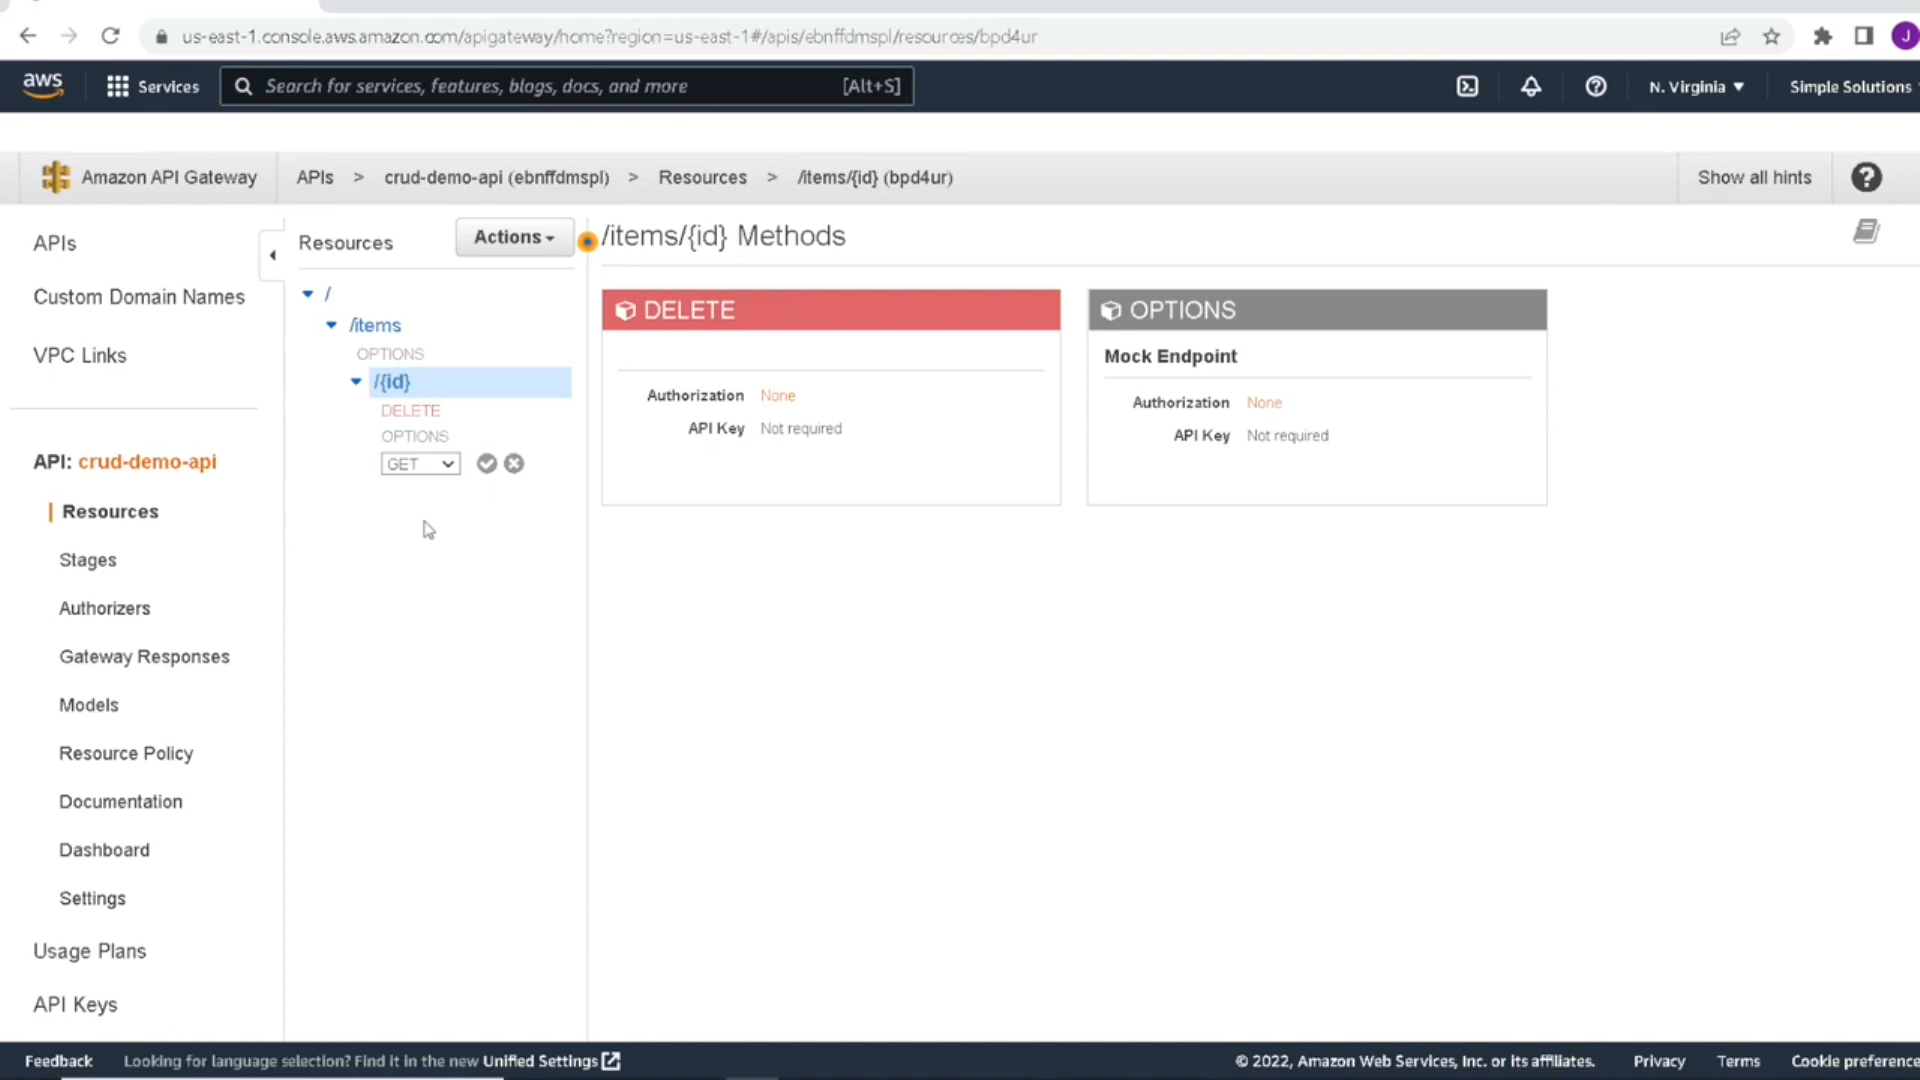 us-east-1.console.aws.amazon.com/apigateway/home?region=us-east-1#/apis/ebnffdmspl/resources/bpd4ur
J
aws
Services
Search for services, features, blogs, docs, and more
[Alt+S]
N. Virginia
Simple Solutions
Amazon API Gateway
APIs > crud-demo-api (ebnffdmspl) > Resources > /items/{id} (bpd4ur)
Show all hints
?
APIs
Custom Domain Names
VPC Links
API: crud-demo-api
Resources
Stages
Authorizers
Gateway Responses
Models
Resource Policy
Documentation
Dashboard
Settings
Usage Plans
API Keys
Resources
Actions
/
/items
OPTIONS
/{id}
DELETE
OPTIONS
GET
/items/{id} Methods
DELETE
Authorization None
API Key Not required
OPTIONS
Mock Endpoint
Authorization None
API Key Not required
Feedback
Looking for language selection? Find it in the new Unified Settings
© 2022, Amazon Web Services, Inc. or its affiliates.
Privacy
Terms
Cookie preference